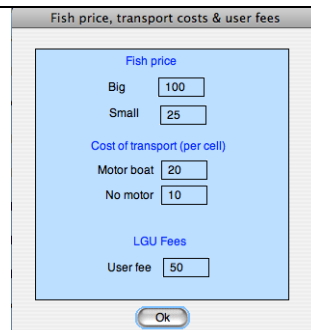 Fish price, transport costs & user fees
Fish price
Big 100
Small 25
Cost of transport (per cell)
Motor boat 20
No motor 10
LGU Fees
User fee 50
Ok